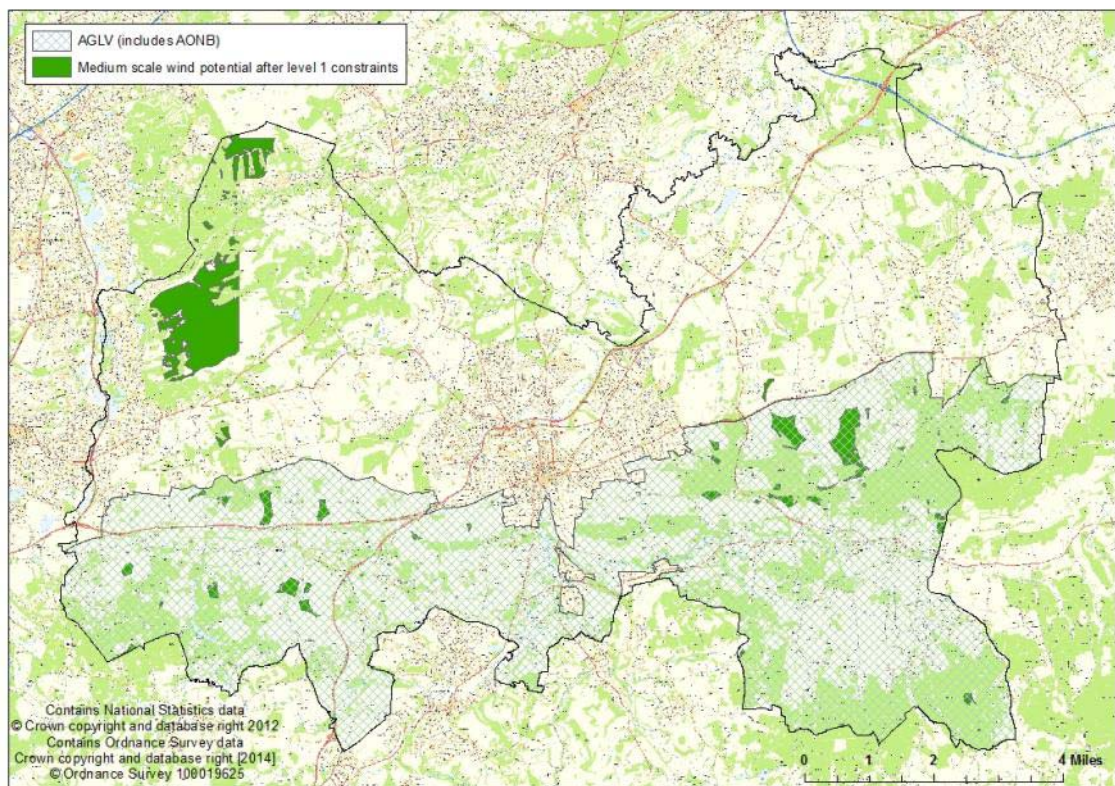 AGLV (includes AONB)
Medium scale wind potential after level 1 constraints
Contains National Statistics data
© Crown copyright and database right 2012
Contains Ordnance Survey data
Crown copyright and database right [2014]
© Ordnance Survey 100019625
0 1 2 4 Miles